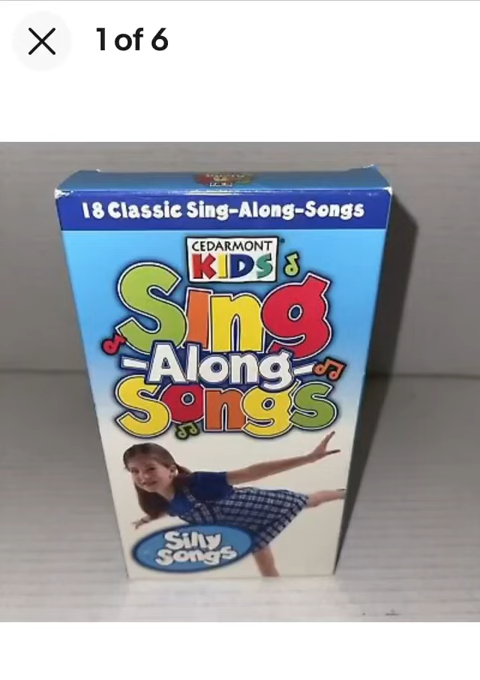 1 of 6
18 Classic Sing-Along-Songs
CEDARMONT
KIDS
Sing
-Along-
Songs
Silly
Songs